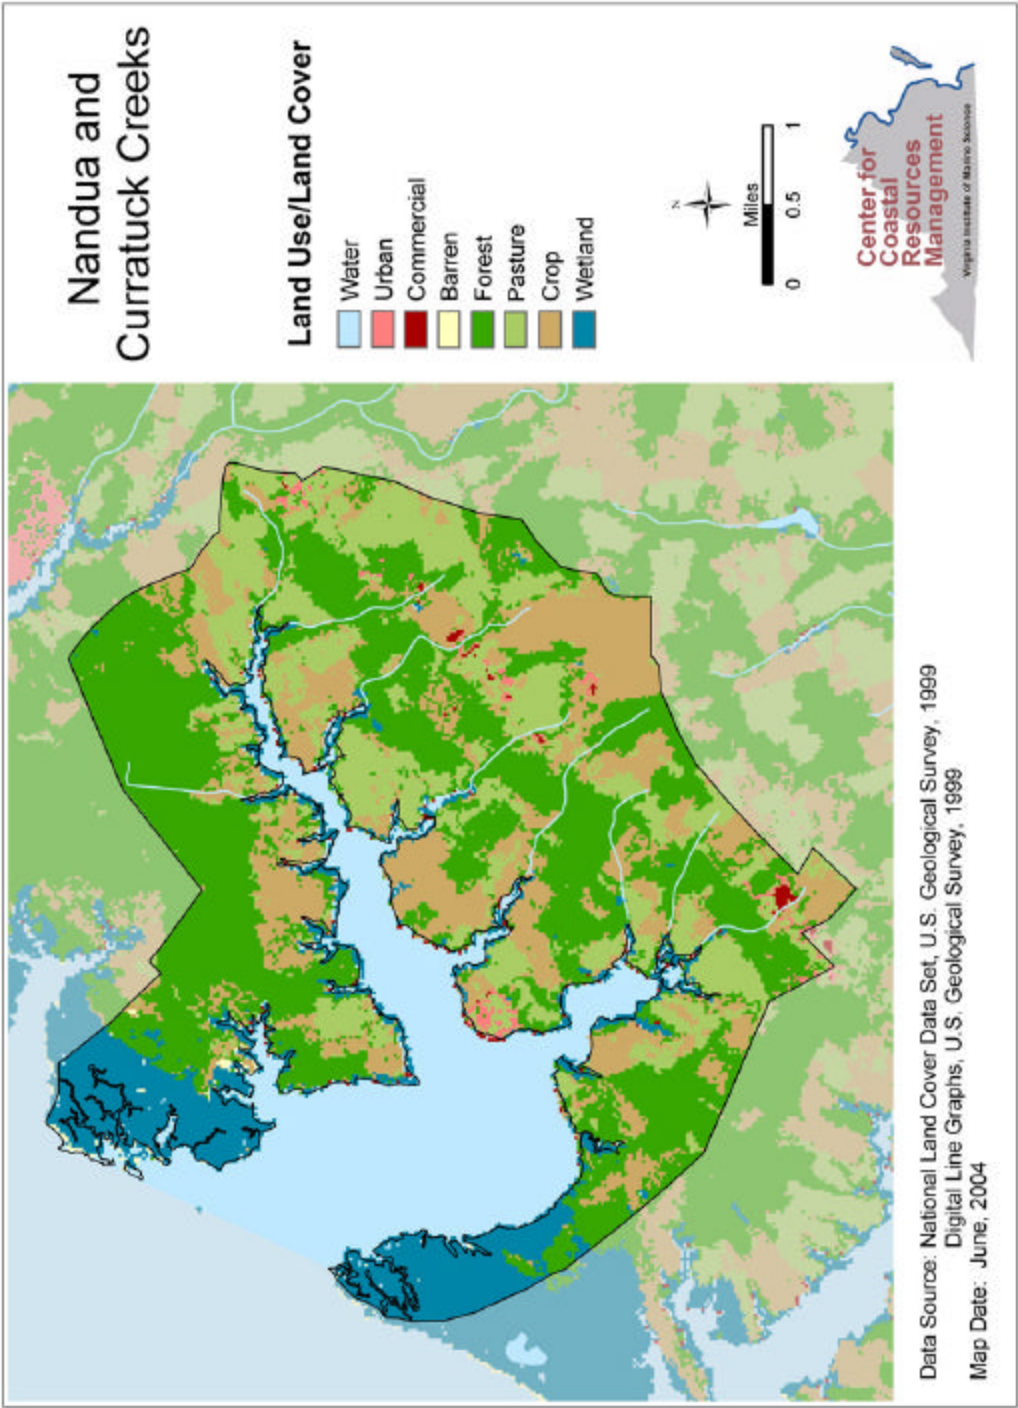 Nandua and
Curratuck Creeks
Land Use/Land Cover
Water
Urban
Commercial
Barren
Forest
Pasture
Crop
Wetland
N
Miles
0 0.5 1
Center for
Coastal
Resources
Management
Virginia Institute of Marine Science
Data Source: National Land Cover Data Set, U.S. Geological Survey, 1999
Digital Line Graphs, U.S. Geological Survey, 1999
Map Date: June, 2004